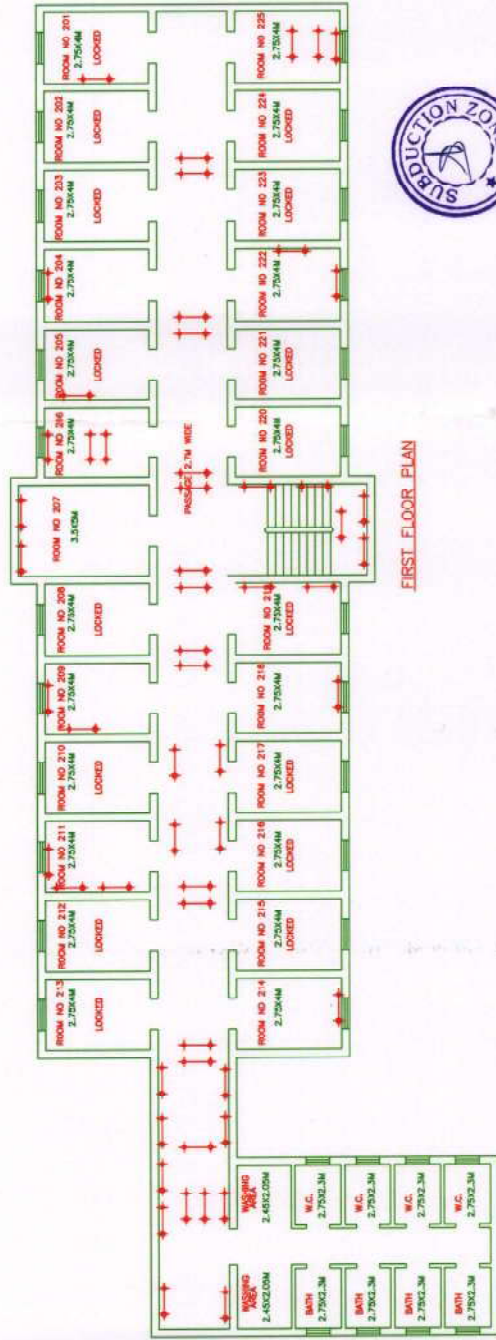 ROOM NO 201
2.75X4M
LOCKED
ROOM NO 202
2.75X4M
LOCKED
ROOM NO 203
2.75X4M
LOCKED
ROOM NO 204
2.75X4M
ROOM NO 205
2.75X4M
LOCKED
ROOM NO 206
2.75X4M
ROOM NO 207
3.5X5M
ROOM NO 208
2.75X4M
LOCKED
ROOM NO 209
2.75X4M
ROOM NO 210
2.75X4M
LOCKED
ROOM NO 211
2.75X4M
ROOM NO 212
2.75X4M
LOCKED
ROOM NO 213
2.75X4M
LOCKED
PASSAGE 2.7M WIDE
ROOM NO 225
2.75X4M
ROOM NO 224
2.75X4M
LOCKED
ROOM NO 223
2.75X4M
LOCKED
ROOM NO 222
2.75X4M
ROOM NO 221
2.75X4M
LOCKED
ROOM NO 220
2.75X4M
LOCKED
ROOM NO 219
2.75X4M
LOCKED
ROOM NO 218
2.75X4M
ROOM NO 217
2.75X4M
LOCKED
ROOM NO 216
2.75X4M
LOCKED
ROOM NO 215
2.75X4M
LOCKED
ROOM NO 214
2.75X4M
WASHING
AREA
2.45X2.05M
WASHING
AREA
2.45X2.05M
W.C.
2.75X2.3M
W.C.
2.75X2.3M
W.C.
2.75X2.3M
W.C.
2.75X2.3M
BATH
2.75X2.3M
BATH
2.75X2.3M
BATH
2.75X2.3M
BATH
2.75X2.3M
FIRST FLOOR PLAN
SUBDUCTION